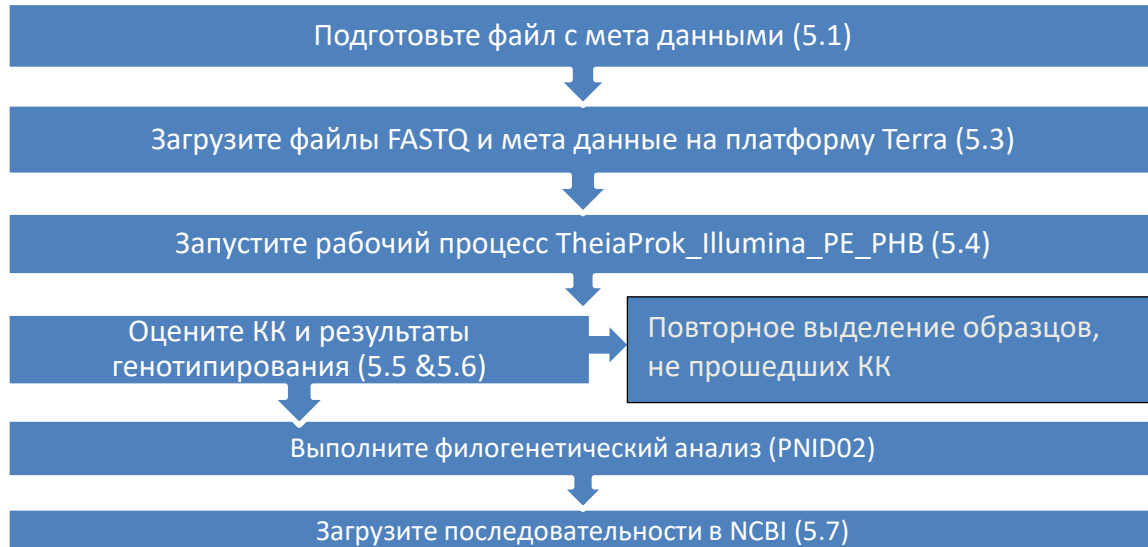 Подготовьте файл с мета данными (5.1)
Загрузите файлы FASTQ и мета данные на платформу Terra (5.3)
Запустите рабочий процесс TheiaProk_Illumina_PE_PHB (5.4)
Оцените КК и результаты
генотипирования (5.5 &5.6)
Повторное выделение образцов,
не прошедших КК
Выполните филогенетический анализ (PNID02)
Загрузите последовательности в NCBI (5.7)